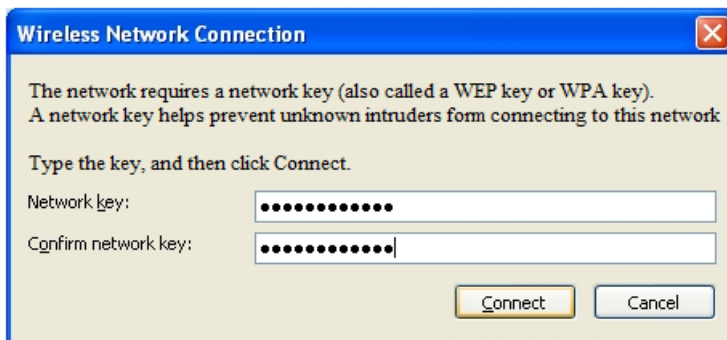 Wireless Network Connection
The network requires a network key (also called a WEP key or WPA key).
A network key helps prevent unknown intruders form connecting to this network
Type the key, and then click Connect.
Network key: ••••••••••••
Confirm network key: ••••••••••••
Connect Cancel